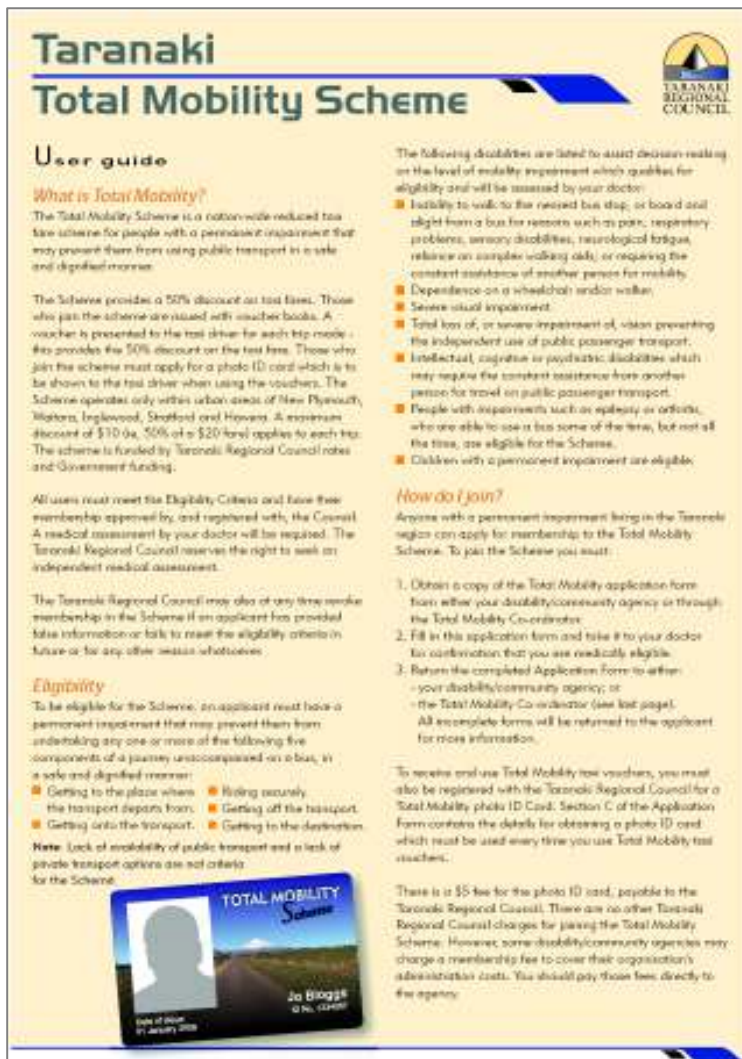 Taranaki
Total Mobility Scheme
TARANAKI
REGIONAL
COUNCIL
User guide
What is Total Mobility?
The Total Mobility Scheme is a nation-wide reduced taxi
fare scheme for people with a permanent impairment that
may prevent them from using public transport in a safe
and dignified manner.
The Scheme provides a 50% discount on taxi fares. Those
who join the scheme are issued with voucher books. A
voucher is presented to the taxi driver for each trip made -
this provides the 50% discount on the taxi fare. Those who
join the scheme must apply for a photo ID card which is to
be shown to the taxi driver when using the vouchers. The
Scheme operates only within urban areas of New Plymouth,
Waitara, Inglewood, Stratford and Hawera. A maximum
discount of $10 (ie, 50% of a $20 fare) applies to each trip.
The scheme is funded by Taranaki Regional Council rates
and Government funding.
All users must meet the Eligibility Criteria and have their
membership approved by, and registered with, the Council.
A medical assessment by your doctor will be required. The
Taranaki Regional Council reserves the right to seek an
independent medical assessment.
The Taranaki Regional Council may also at any time revoke
membership in the Scheme if an applicant has provided
false information or fails to meet the eligibility criteria in
future or for any other reason whatsoever.
Eligibility
To be eligible for the Scheme, an applicant must have a
permanent impairment that may prevent them from
undertaking any one or more of the following five
components of a journey unaccompanied on a bus, in
a safe and dignified manner:
Getting to the place where
the transport departs from.
Getting onto the transport.
Riding securely.
Getting off the transport.
Getting to the destination.
Note: Lack of availability of public transport and a lack of
private transport options are not criteria
for the Scheme.
TOTAL MOBILITY
Scheme
Jo Bloggs
ID No.
Date of Issue
The following disabilities are listed to assist decision-making
on the level of mobility impairment which qualifies for
eligibility and will be assessed by your doctor:
Inability to walk to the nearest bus stop, or board and
alight from a bus for reasons such as pain, respiratory
problems, sensory disabilities, neurological fatigue,
reliance on complex walking aids, or requiring the
constant assistance of another person for mobility.
Dependence on a wheelchair and/or walker.
Severe visual impairment.
Total loss of, or severe impairment of, vision preventing
the independent use of public passenger transport.
Intellectual, cognitive or psychiatric disabilities which
may require the constant assistance from another
person for travel on public passenger transport.
People with impairments such as epilepsy or arthritis,
who are able to use a bus some of the time, but not all
the time, are eligible for the Scheme.
Children with a permanent impairment are eligible.
How do I join?
Anyone with a permanent impairment living in the Taranaki
region can apply for membership to the Total Mobility
Scheme. To join the Scheme you must:
1. Obtain a copy of the Total Mobility application form
from either your disability/community agency or through
the Total Mobility Co-ordinator.
2. Fill in this application form and take it to your doctor
for confirmation that you are medically eligible.
3. Return the completed Application Form to either:
- your disability/community agency; or
- the Total Mobility Co-ordinator (see last page).
All incomplete forms will be returned to the applicant
for more information.
To receive and use Total Mobility taxi vouchers, you must
also be registered with the Taranaki Regional Council for a
Total Mobility photo ID Card. Section C of the Application
Form contains the details for obtaining a photo ID card
which must be used every time you use Total Mobility taxi
vouchers.
There is a $5 fee for the photo ID card, payable to the
Taranaki Regional Council. There are no other Taranaki
Regional Council charges for joining the Total Mobility
Scheme. However, some disability/community agencies may
charge a membership fee to cover their organisation's
administration costs. You should pay those fees directly to
the agency.